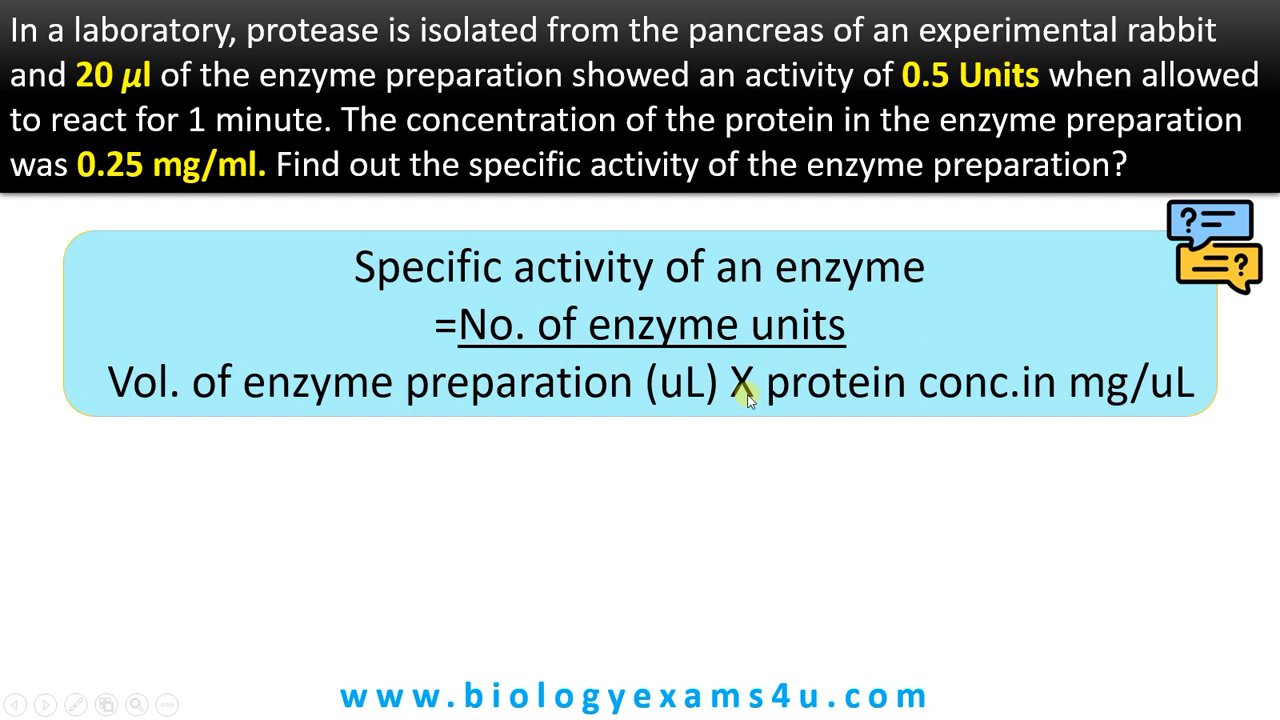 In a laboratory, protease is isolated from the pancreas of an experimental rabbit
and 20 μl of the enzyme preparation showed an activity of 0.5 Units when allowed
to react for 1 minute. The concentration of the protein in the enzyme preparation
was 0.25 mg/ml. Find out the specific activity of the enzyme preparation?
?
?
Specific activity of an enzyme
=No. of enzyme units
Vol. of enzyme preparation (uL) X protein conc.in mg/uL
www.biologyexams4u.com